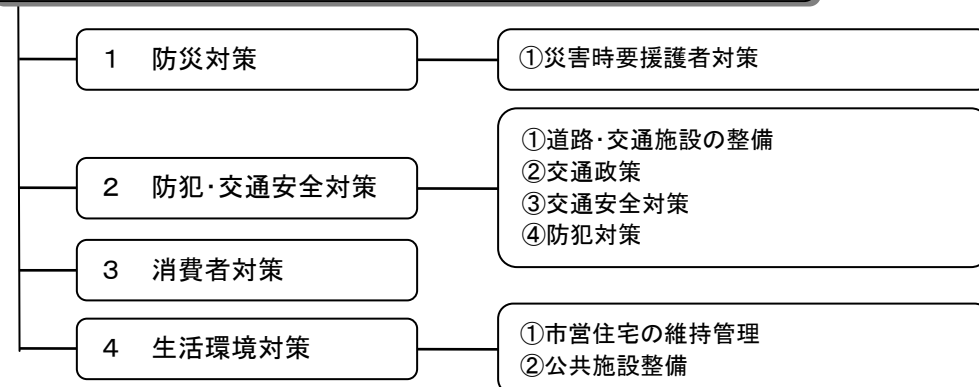 1 防災対策
①災害時要援護者対策
2 防犯・交通安全対策
①道路・交通施設の整備
②交通政策
③交通安全対策
④防犯対策
3 消費者対策
4 生活環境対策
①市営住宅の維持管理
②公共施設整備